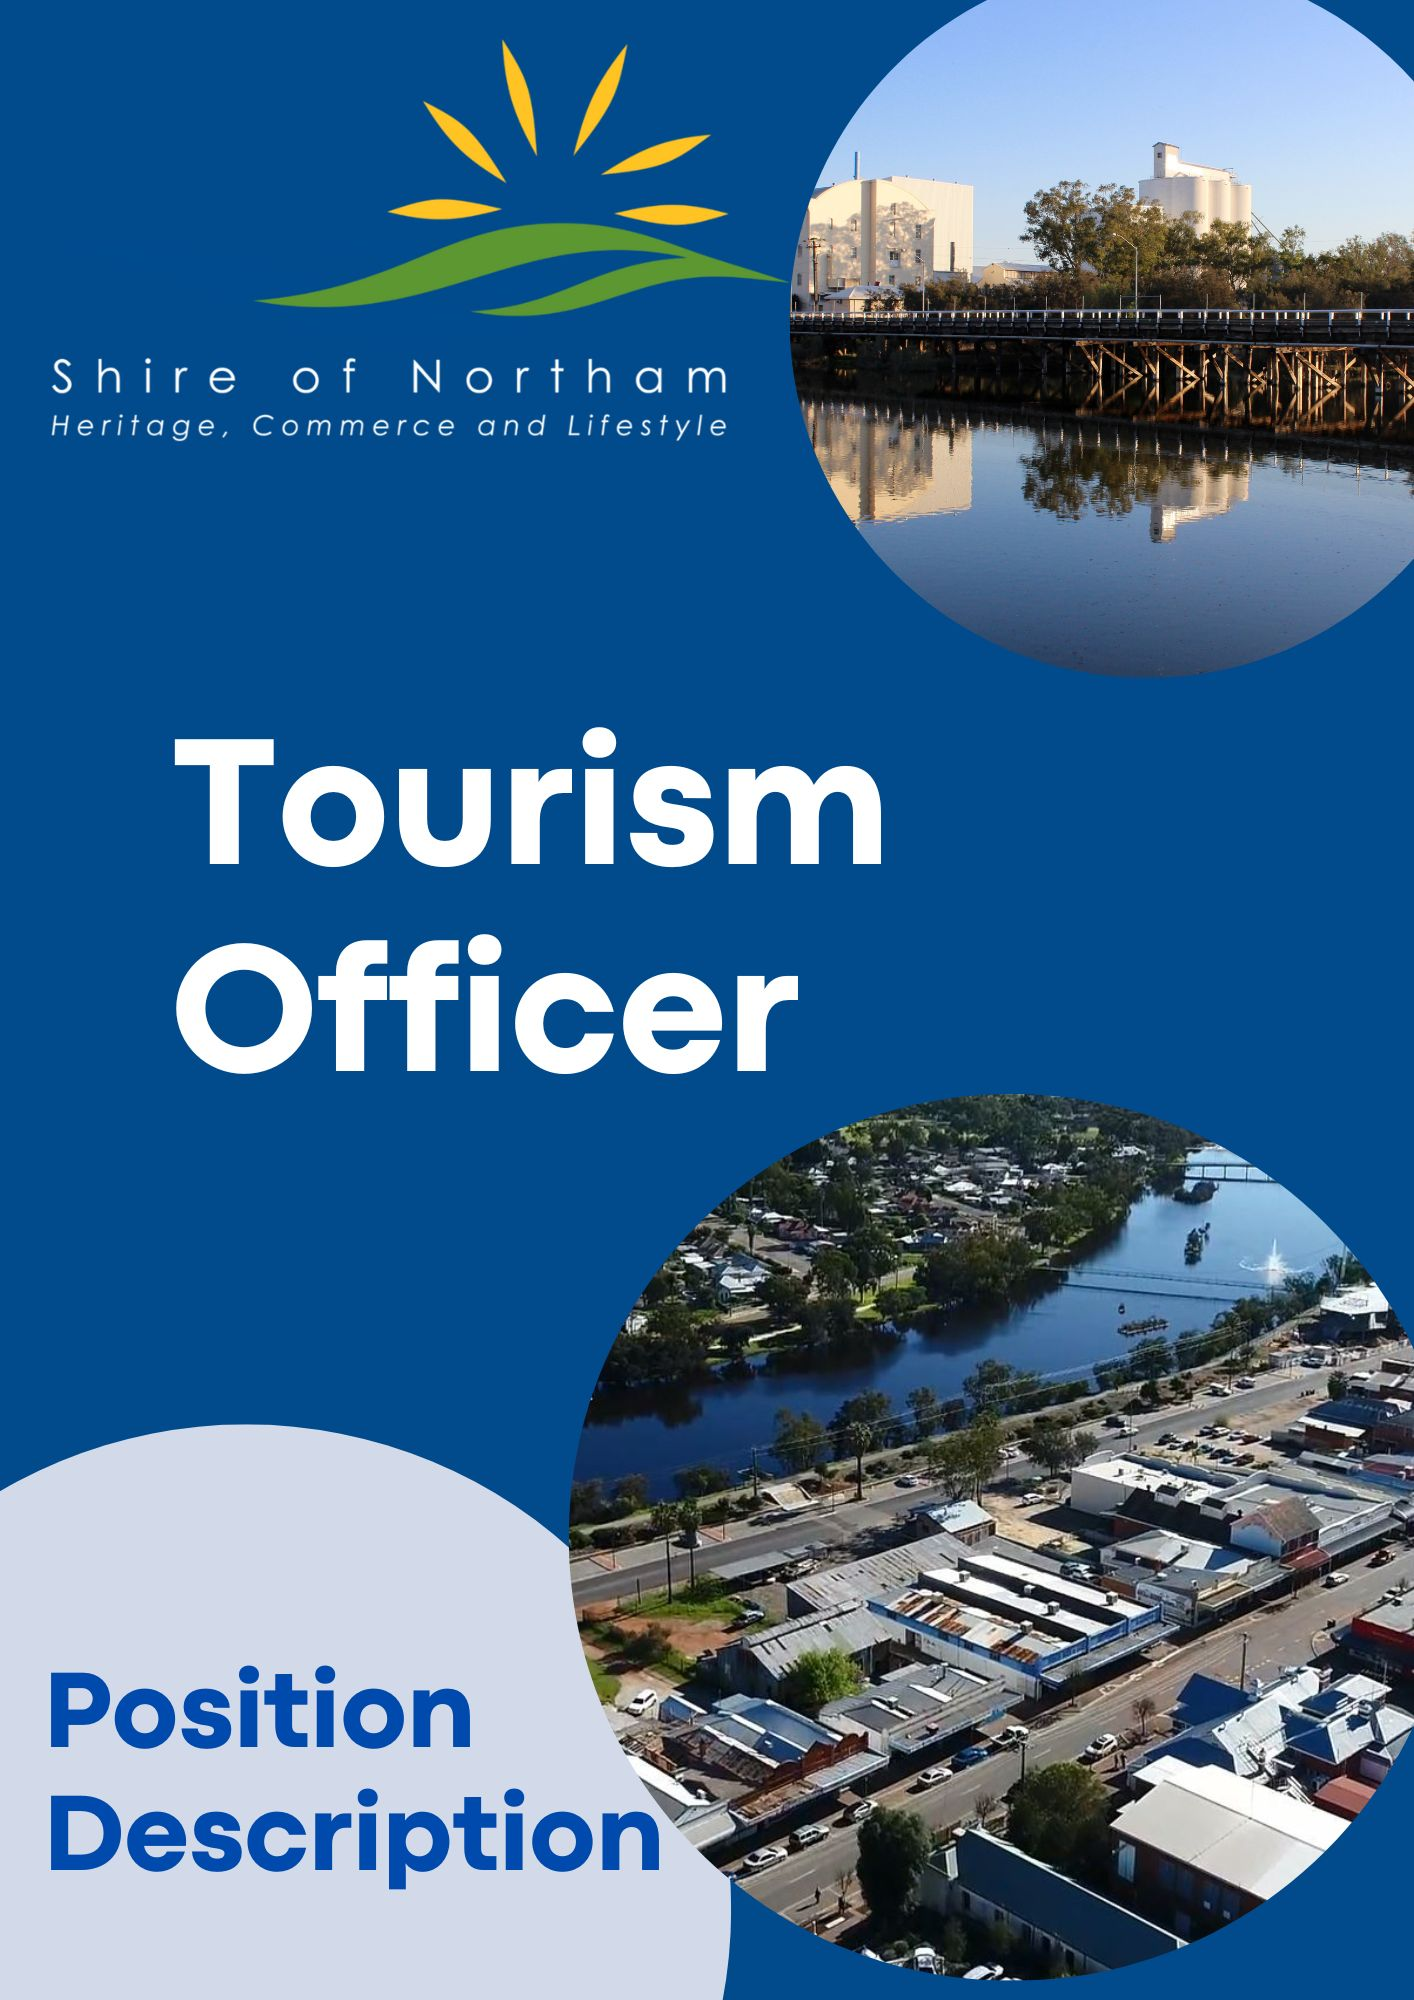 Shire of Northam
Heritage, Commerce and Lifestyle
Tourism
Officer
Position
Description